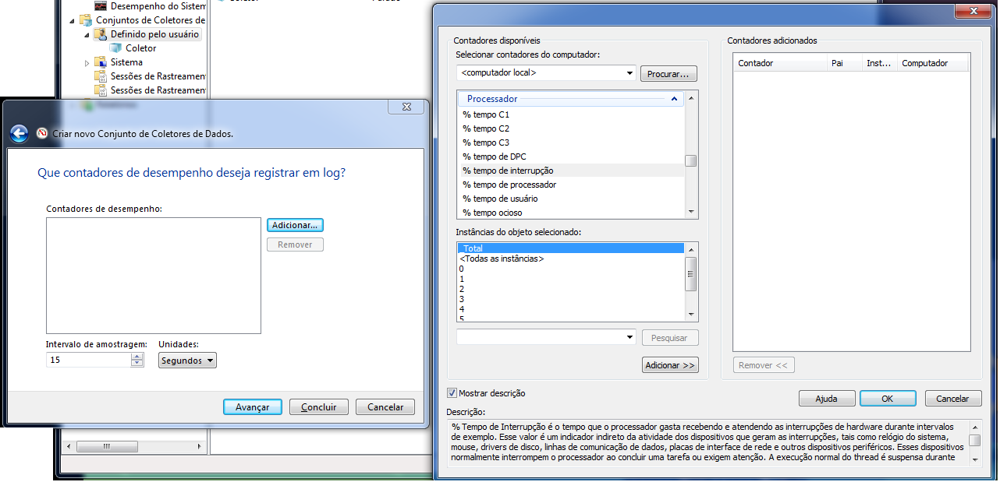 Desempenho do Sistem
Conjuntos de Coletores de
Definido pelo usuário
Coletor
Sistema
Sessões de Rastreamen
Sessões de Rastreamen
Criar novo Conjunto de Coletores de Dados.
Que contadores de desempenho deseja registrar em log?
Contadores de desempenho:
Adicionar...
Remover
Intervalo de amostragem:
Unidades:
15
Segundos
Avançar
Concluir
Cancelar
Contadores disponíveis
Selecionar contadores do computador:
<computador local>
Procurar...
Processador
% tempo C1
% tempo C2
% tempo C3
% tempo de DPC
% tempo de interrupção
% tempo de processador
% tempo de usuário
% tempo ocioso
Instâncias do objeto selecionado:
_Total
<Todas as instâncias>
0
1
2
3
4
5
Pesquisar
Adicionar >>
Contadores adicionados
Contador Pai Inst... Computador
Remover <<
Mostrar descrição
Ajuda
OK
Cancelar
Descrição:
% Tempo de Interrupção é o tempo que o processador gasta recebendo e atendendo as interrupções de hardware durante intervalos
de exemplo. Esse valor é um indicador indireto da atividade dos dispositivos que geram as interrupções, tais como relógio do sistema,
mouse, drivers de disco, linhas de comunicação de dados, placas de interface de rede e outros dispositivos periféricos. Esses dispositivos
normalmente interrompem o processador ao concluir uma tarefa ou exigem atenção. A execução normal do thread é suspensa durante